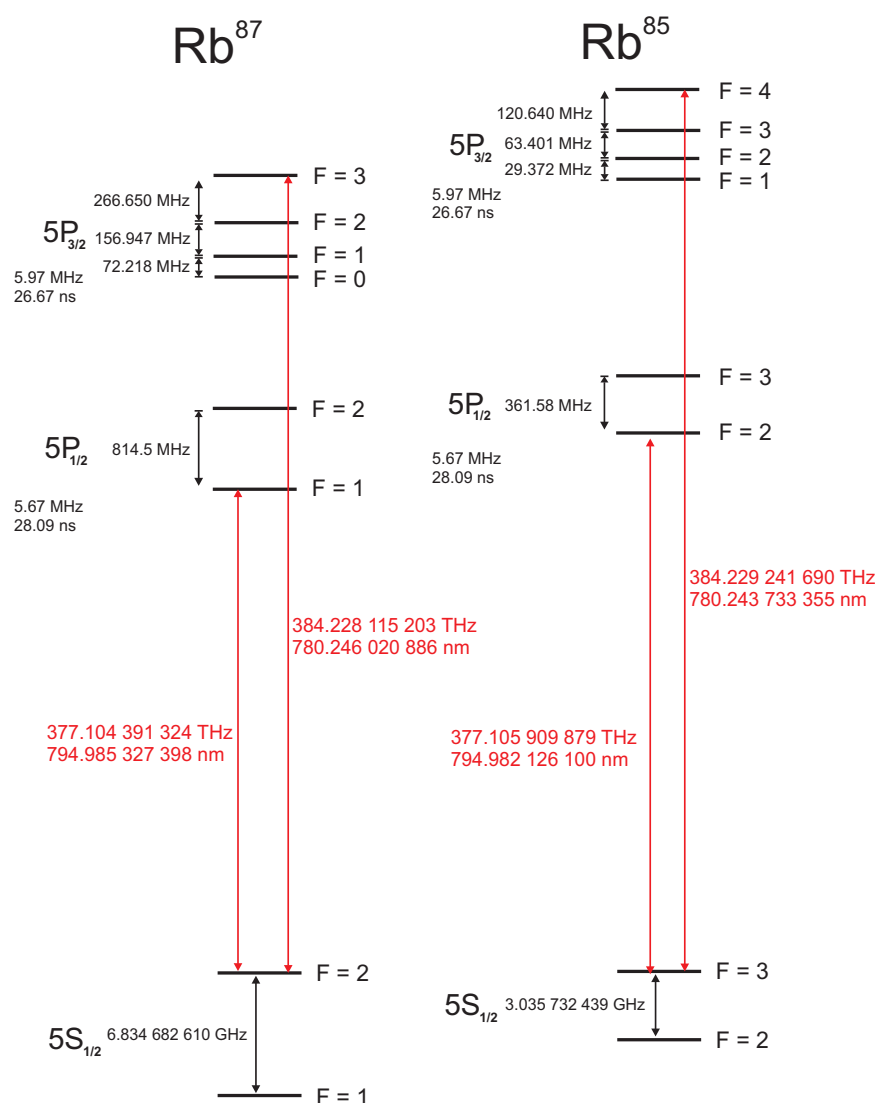 Rb87
F = 3
266.650 MHz
F = 2
5P3/2
156.947 MHz
F = 1
72.218 MHz
F = 0
5.97 MHz
26.67 ns
F = 2
5P1/2
814.5 MHz
F = 1
5.67 MHz
28.09 ns
384.228 115 203 THz
780.246 020 886 nm
377.104 391 324 THz
794.985 327 398 nm
F = 2
5S1/2
6.834 682 610 GHz
F = 1
Rb85
F = 4
120.640 MHz
F = 3
5P3/2
63.401 MHz
F = 2
29.372 MHz
F = 1
5.97 MHz
26.67 ns
F = 3
5P1/2
361.58 MHz
F = 2
5.67 MHz
28.09 ns
384.229 241 690 THz
780.243 733 355 nm
377.105 909 879 THz
794.982 126 100 nm
F = 3
5S1/2
3.035 732 439 GHz
F = 2